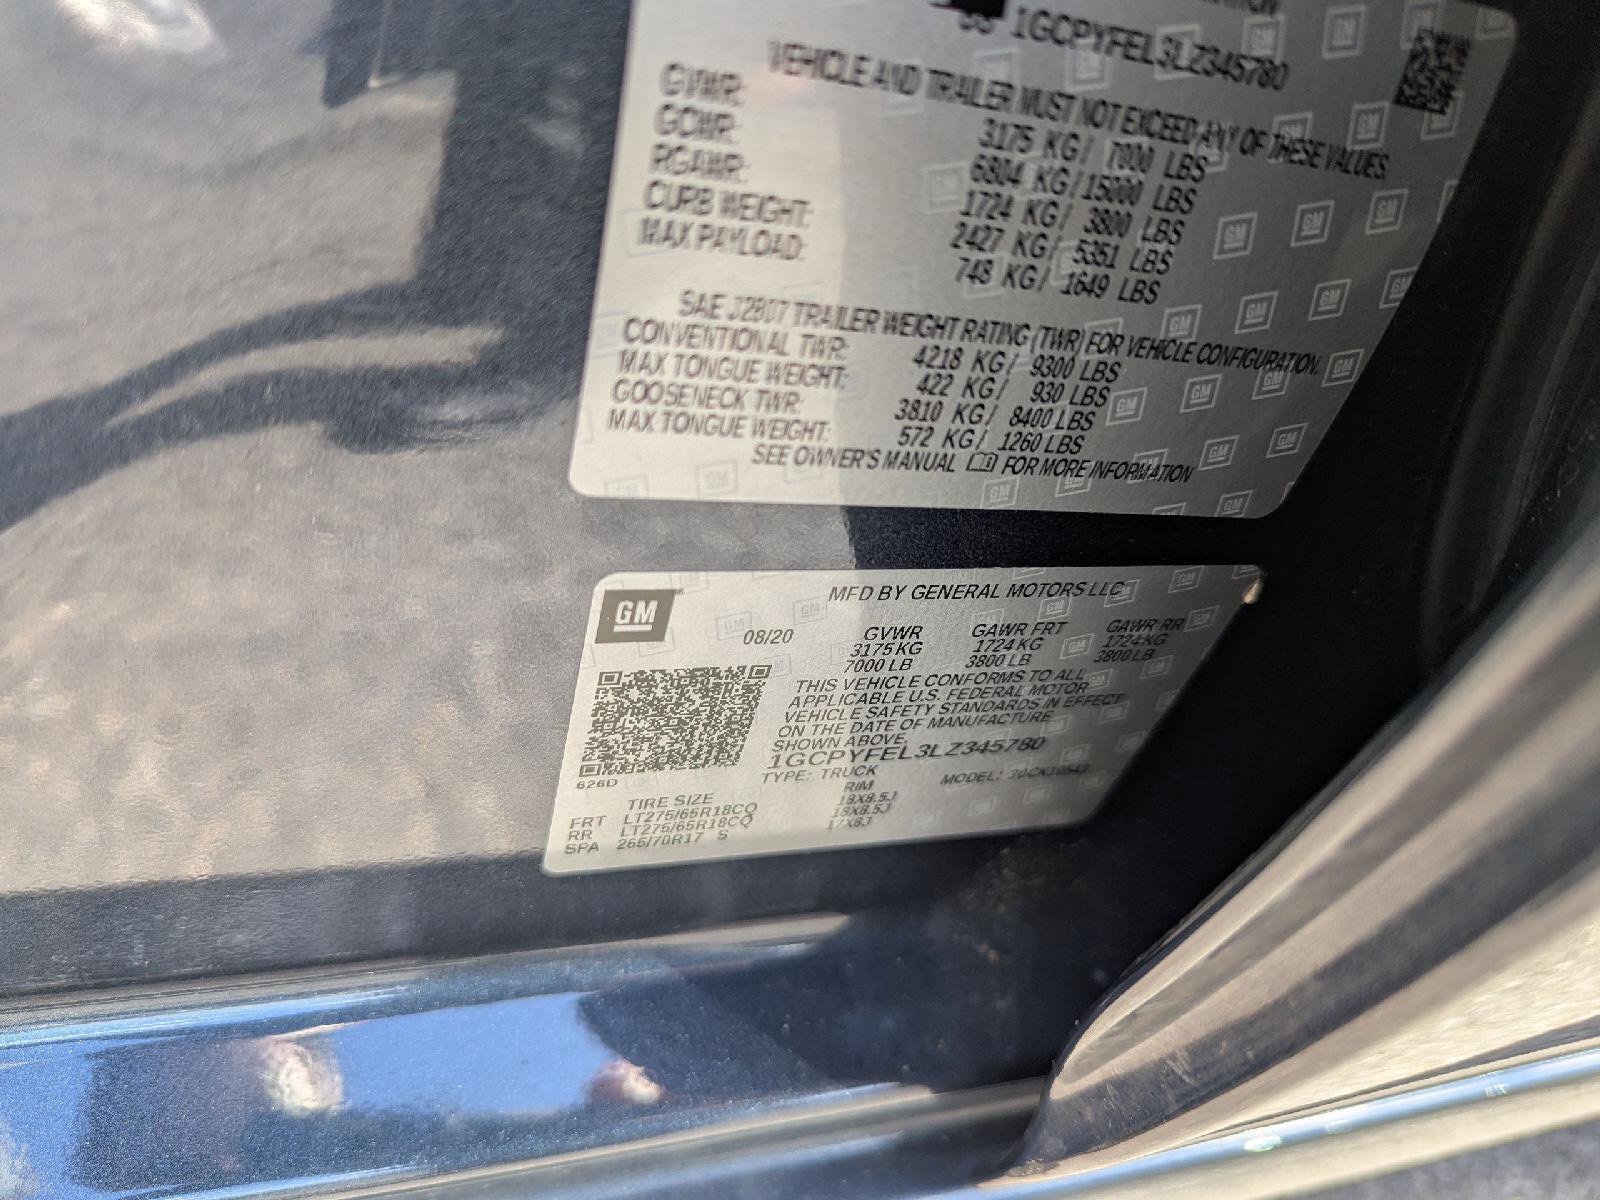 1GCPYFEL3LZ345780
VEHICLE AND TRAILER MUST NOT EXCEED ANY OF THESE VALUES.
GVWR: 3175 KG/ 7000 LBS
GCWR: 6804 KG/15000 LBS
RGAWR: 1724 KG/ 3800 LBS
CURB WEIGHT: 2427 KG/ 5351 LBS
MAX PAYLOAD: 748 KG/ 1649 LBS
SAE J2807 TRAILER WEIGHT RATING (TWR) FOR VEHICLE CONFIGURATION.
CONVENTIONAL TWR: 4218 KG/ 9300 LBS
MAX TONGUE WEIGHT: 422 KG/ 930 LBS
GOOSENECK TWR: 3810 KG/ 8400 LBS
MAX TONGUE WEIGHT: 572 KG/ 1260 LBS
SEE OWNER'S MANUAL FOR MORE INFORMATION
GM
MFD BY GENERAL MOTORS LLC
08/20 GVWR GAWR FRT GAWR RR
3175KG 1724KG 1724KG
7000 LB 3800 LB 3800 LB
THIS VEHICLE CONFORMS TO ALL
APPLICABLE U.S. FEDERAL MOTOR
VEHICLE SAFETY STANDARDS IN EFFECT
ON THE DATE OF MANUFACTURE
SHOWN ABOVE.
1GCPYFEL3LZ345780
626D
TYPE: TRUCK MODEL:
TIRE SIZE RIM
FRT LT275/65R18CQ 18X8.5J
RR LT275/65R18CQ 18X8.5J
SPA 265/70R17 S 17X8J